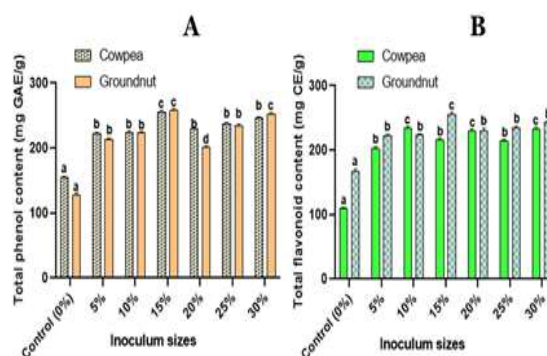 A
Cowpea
Groundnut
Total phenol content (mg GAE/g)
300
200
100
0
a a b b b b c c b d b b b c
Control (0%) 5% 10% 15% 20% 25% 30%
Inoculum sizes
B
Cowpea
Groundnut
Total flavonoid content (mg CE/g)
300
200
100
0
a a b b b b b c b b b b c b
Control (0%) 5% 10% 15% 20% 25% 30%
Inoculum sizes